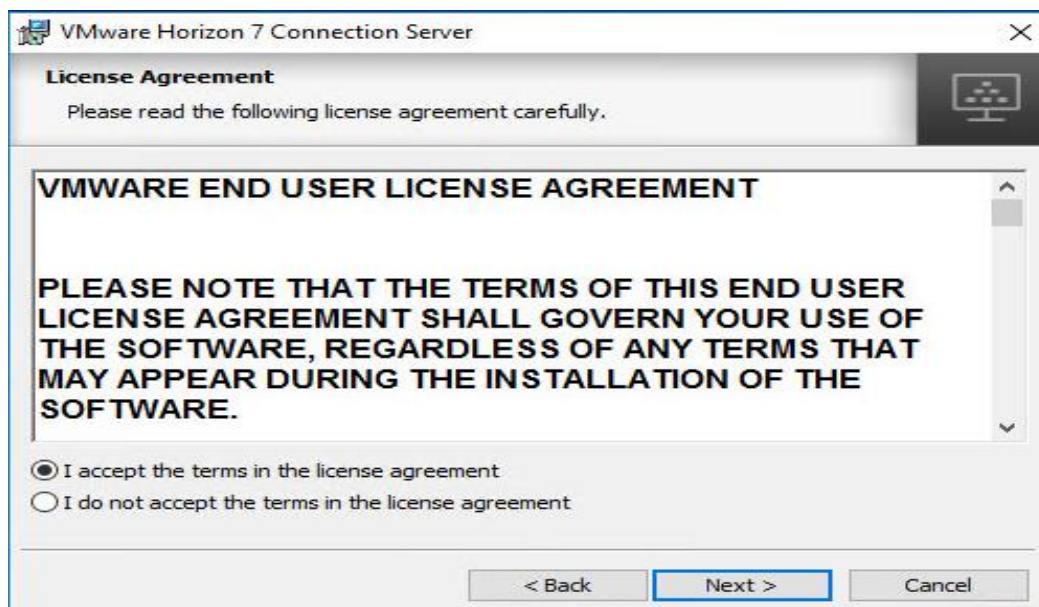 VMware Horizon 7 Connection Server
License Agreement
Please read the following license agreement carefully.
VMWARE END USER LICENSE AGREEMENT
PLEASE NOTE THAT THE TERMS OF THIS END USER
LICENSE AGREEMENT SHALL GOVERN YOUR USE OF
THE SOFTWARE, REGARDLESS OF ANY TERMS THAT
MAY APPEAR DURING THE INSTALLATION OF THE
SOFTWARE.
I accept the terms in the license agreement
I do not accept the terms in the license agreement
< Back Next > Cancel